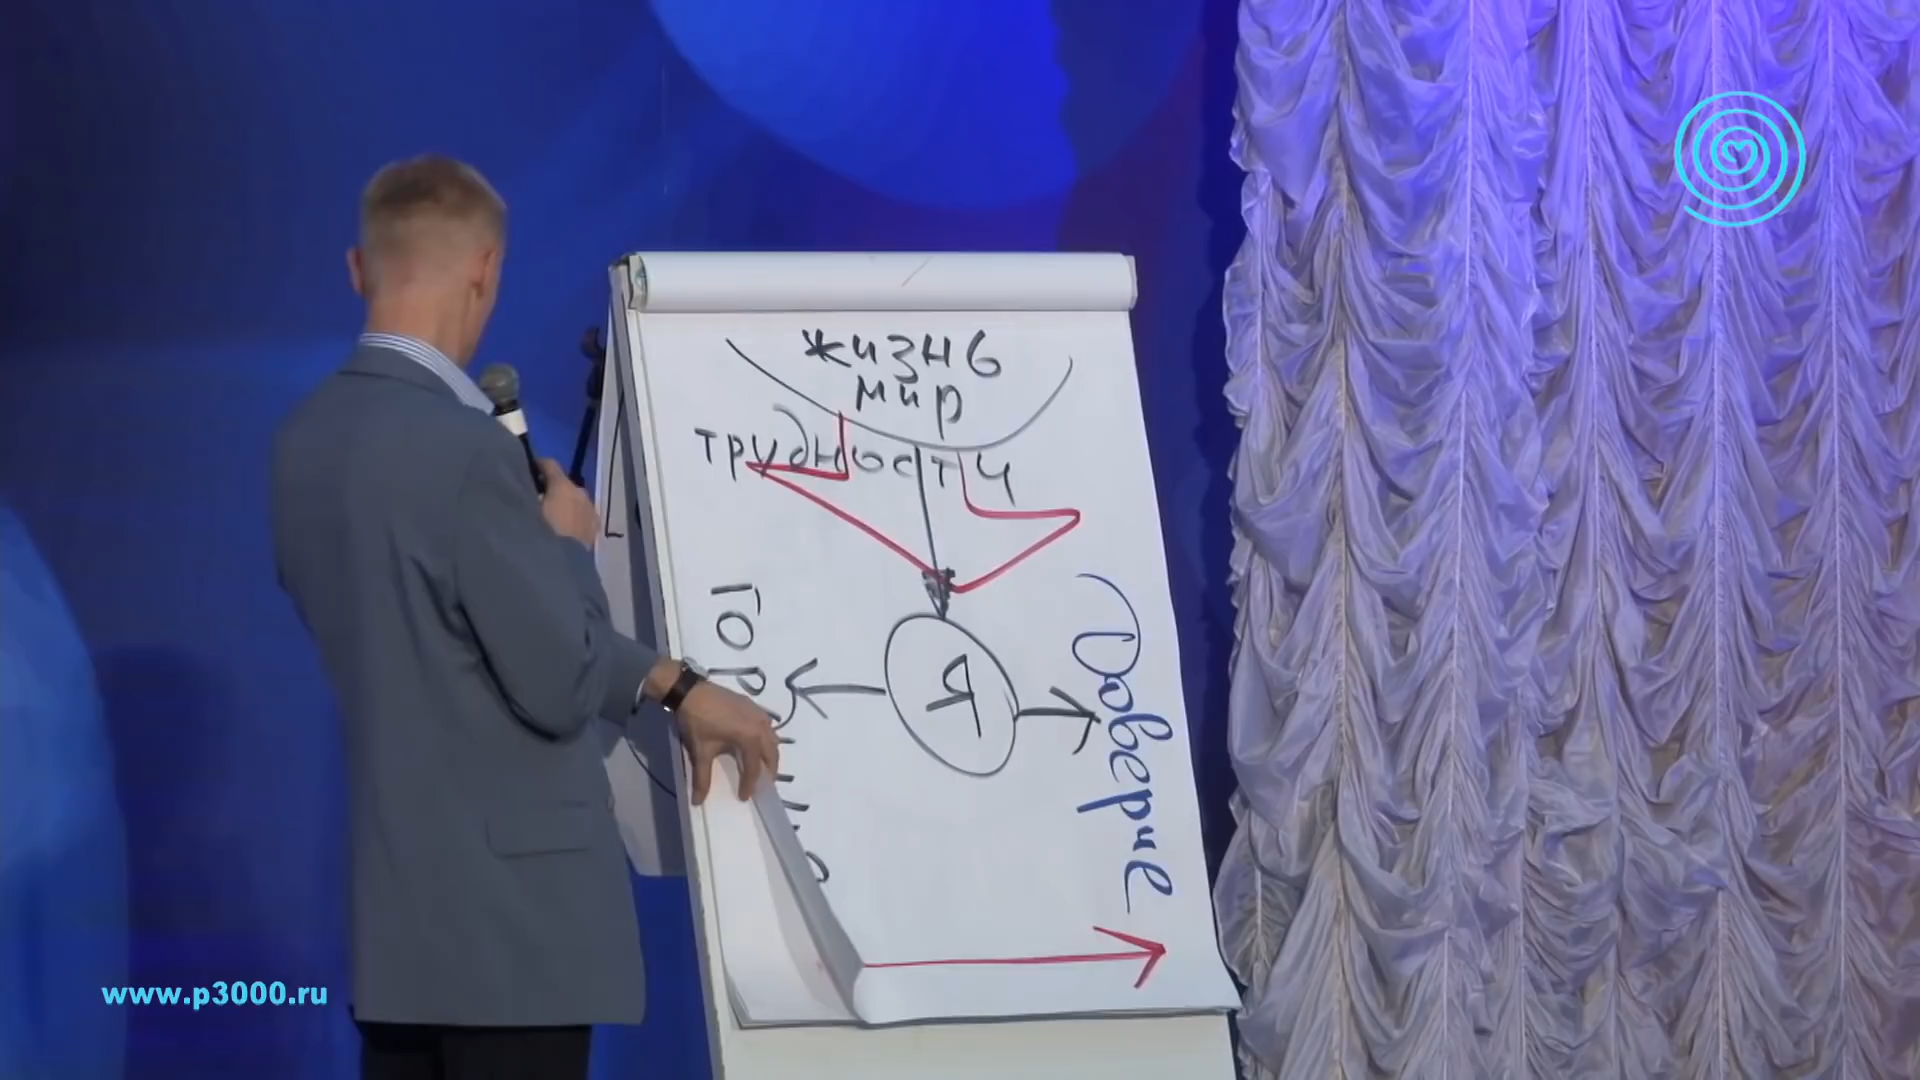 жизнь
мир
трудности
Я
Доверие
www.p3000.ru